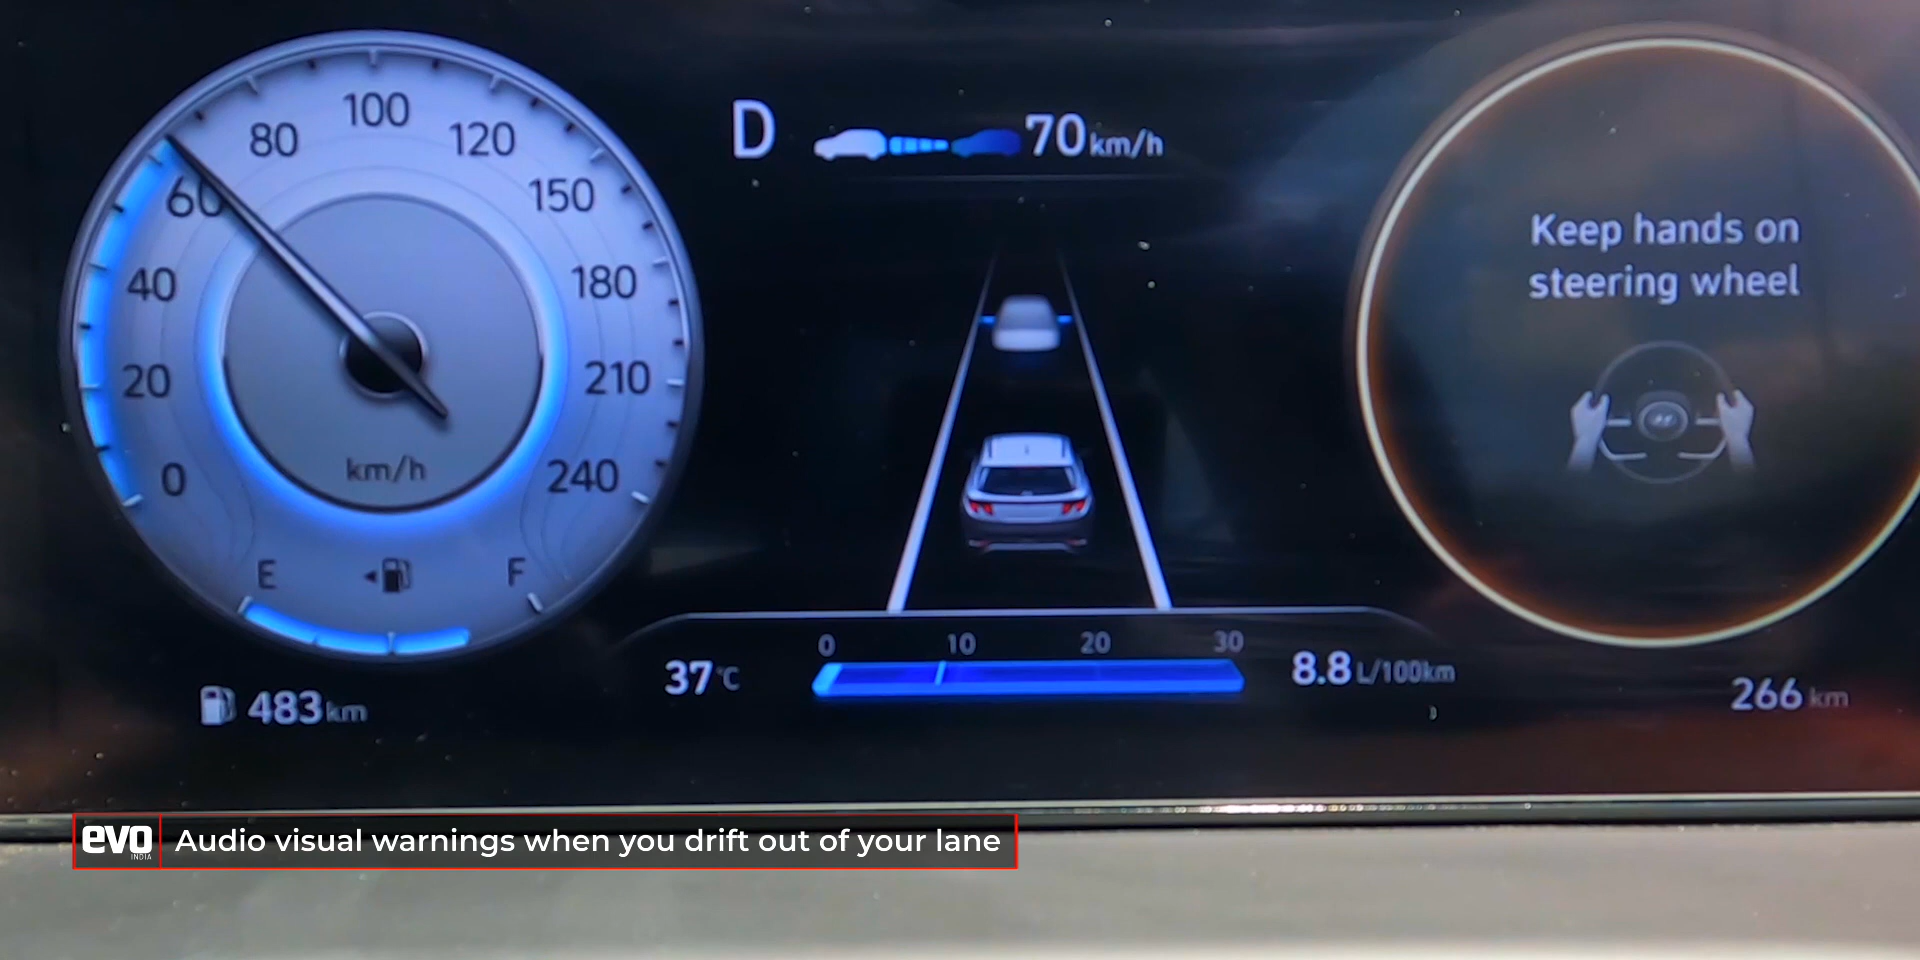 100
80
120
60
150
40
180
20
210
0
240
km/h
E
F
483 km
D
70 km/h
0 10 20 30
37 °C
8.8 L/100km
Keep hands on
steering wheel
266 km
evo
INDIA
Audio visual warnings when you drift out of your lane